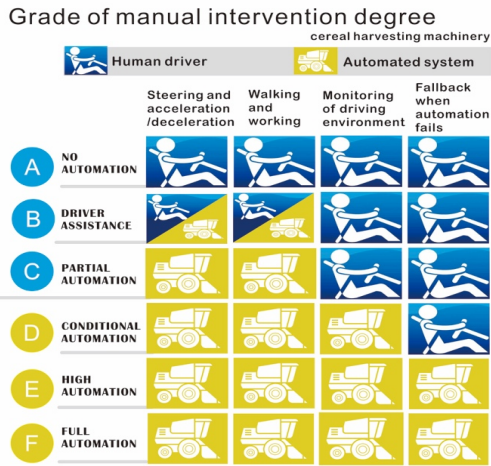 Grade of manual intervention degree
cereal harvesting machinery
Human driver
Automated system
Steering and
acceleration
/deceleration
Walking
and
working
Monitoring
of driving
environment
Fallback
when
automation
fails
A
NO
AUTOMATION
B
DRIVER
ASSISTANCE
C
PARTIAL
AUTOMATION
D
CONDITIONAL
AUTOMATION
E
HIGH
AUTOMATION
F
FULL
AUTOMATION